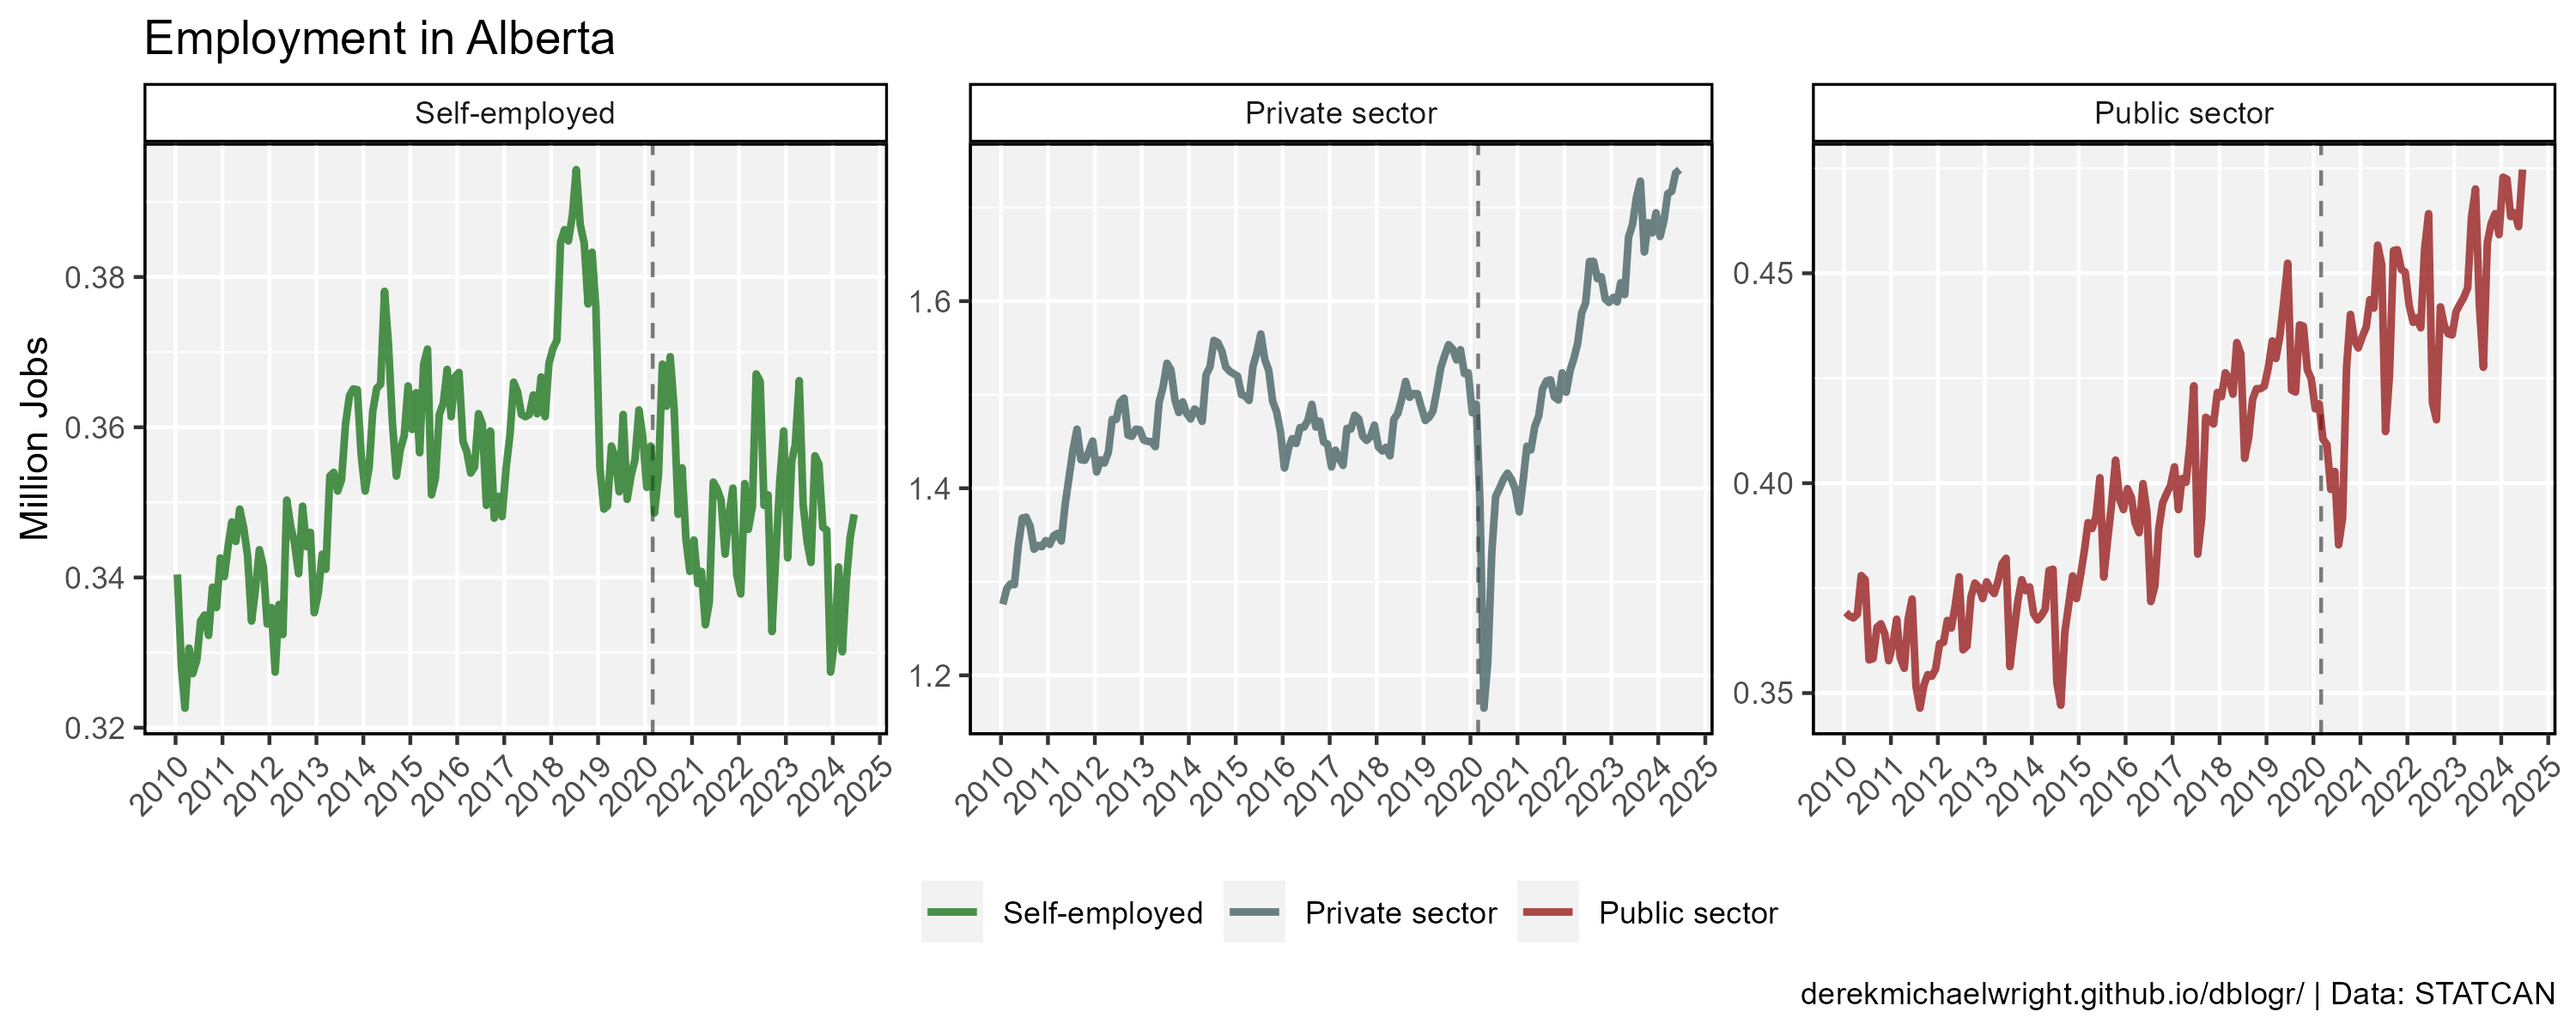 Employment in Alberta
Self-employed
Private sector
Public sector
Million Jobs
0.38
0.36
0.34
0.32
2010 2011 2012 2013 2014 2015 2016 2017 2018 2019 2020 2021 2022 2023 2024 2025
1.6
1.4
1.2
2010 2011 2012 2013 2014 2015 2016 2017 2018 2019 2020 2021 2022 2023 2024 2025
0.45
0.40
0.35
2010 2011 2012 2013 2014 2015 2016 2017 2018 2019 2020 2021 2022 2023 2024 2025
Self-employed Private sector Public sector
derekmichaelwright.github.io/dblogr/ | Data: STATCAN